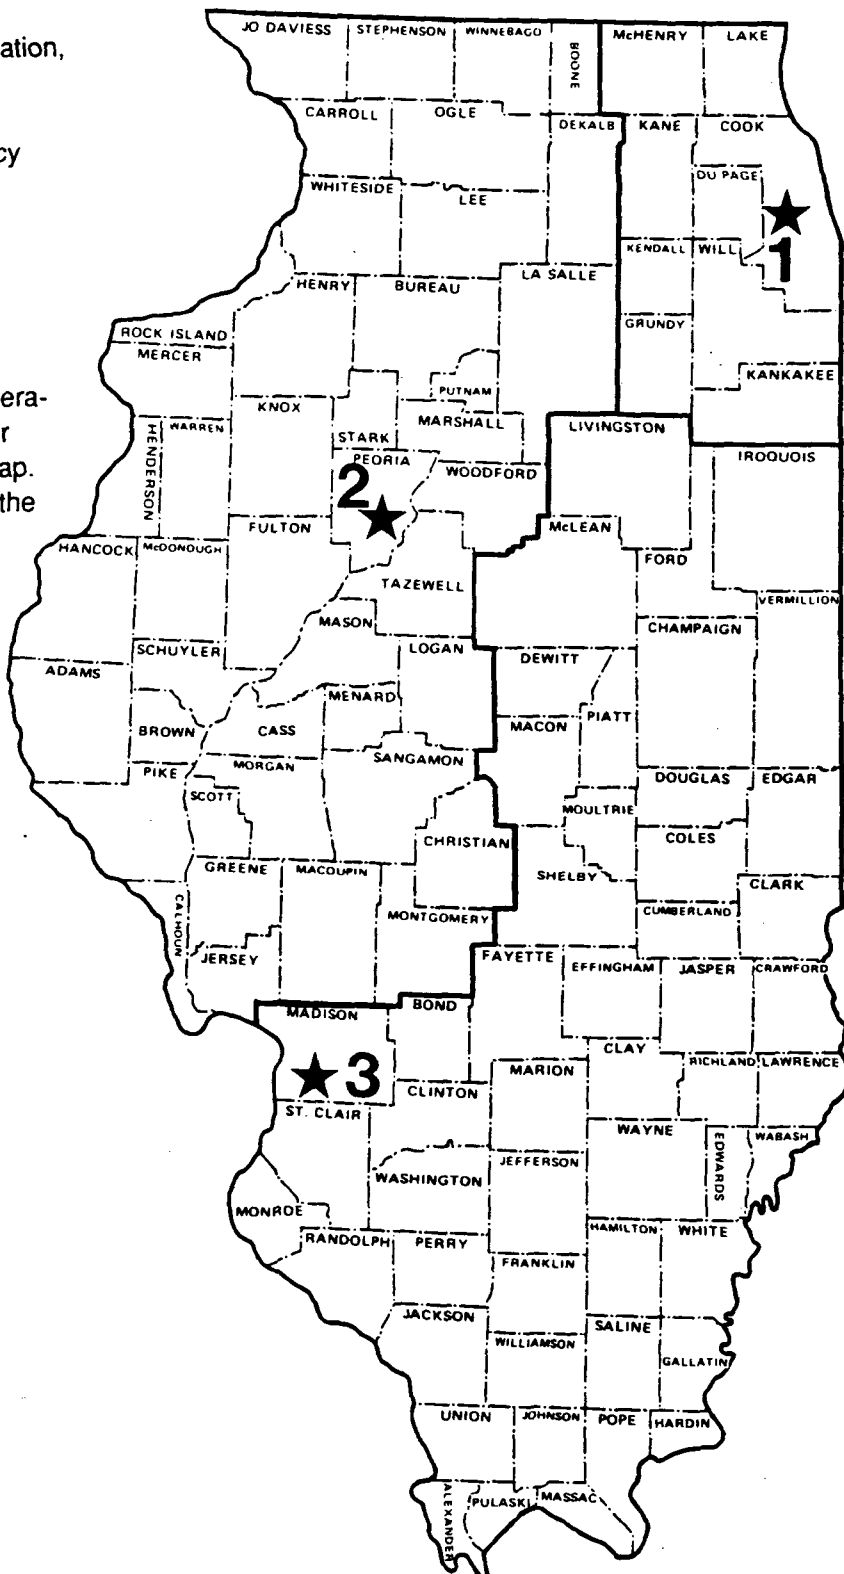 ation,
cy
era-
r
ap.
the
JO DAVIESS STEPHENSON WINNEBAGO BOONE McHENRY LAKE
CARROLL OGLE DEKALB KANE COOK
DU PAGE
WHITESIDE LEE
1
KENDALL WILL
HENRY BUREAU LA SALLE
GRUNDY
ROCK ISLAND
MERCER
KANKAKEE
PUTNAM
KNOX
MARSHALL
HENDERSON WARREN STARK LIVINGSTON
PEORIA WOODFORD IROQUOIS
2
FULTON McLEAN
HANCOCK McDONOUGH FORD
TAZEWELL
VERMILLION
MASON CHAMPAIGN
SCHUYLER LOGAN DEWITT
ADAMS
MENARD
BROWN CASS MACON PIATT
PIKE MORGAN SANGAMON
DOUGLAS EDGAR
SCOTT MOULTRIE
CHRISTIAN COLES
GREENE MACOUPIN SHELBY
CLARK
CALHOUN MONTGOMERY CUMBERLAND
JERSEY FAYETTE EFFINGHAM JASPER CRAWFORD
MADISON BOND
CLAY
RICHLAND LAWRENCE
3 MARION
CLINTON
ST. CLAIR
WAYNE EDWARDS WABASH
JEFFERSON
WASHINGTON
MONROE
RANDOLPH PERRY HAMILTON WHITE
FRANKLIN
JACKSON SALINE
WILLIAMSON
GALLATIN
UNION JOHNSON POPE HARDIN
ALEXANDER PULASKI MASSAC